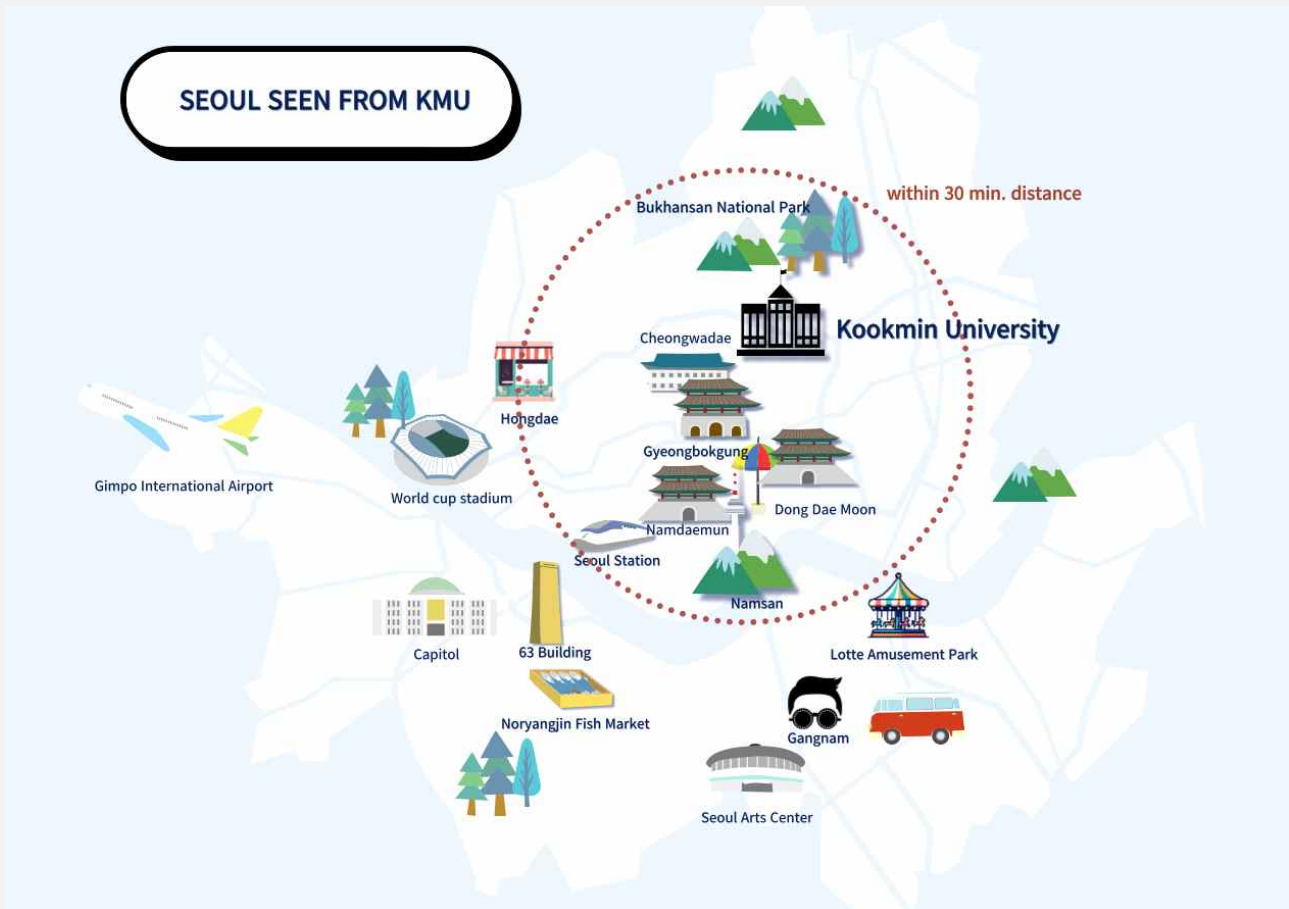 SEOUL SEEN FROM KMU
within 30 min. distance
Bukhansan National Park
Kookmin University
Cheongwadae
Hongdae
Gyeongbokgung
Gimpo International Airport
World cup stadium
Dong Dae Moon
Namdaemun
Seoul Station
Namsan
Capitol
63 Building
Lotte Amusement Park
Noryangjin Fish Market
Gangnam
Seoul Arts Center